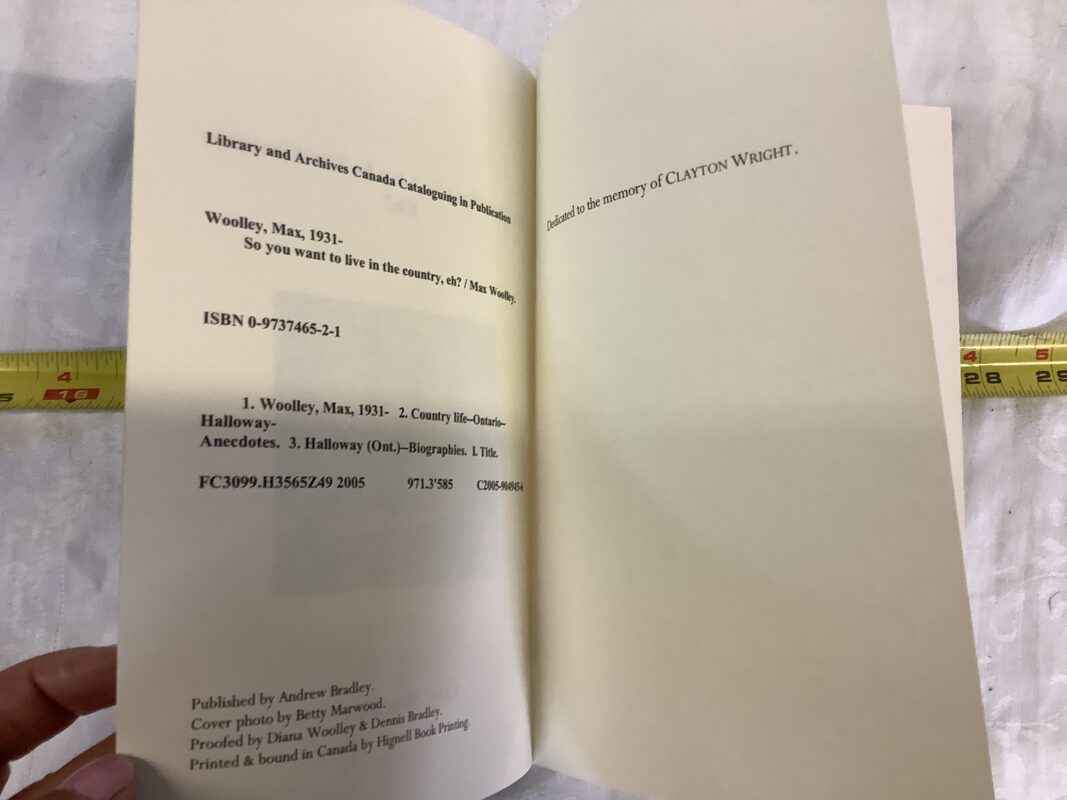 Library and Archives Canada Cataloguing in Publication
Woolley, Max, 1931-
So you want to live in the country, eh? / Max Woolley.
ISBN 0-9737465-2-1
1. Woolley, Max, 1931- 2. Country life--Ontario--
Halloway-
Anecdotes. 3. Halloway (Ont.)--Biographies. I. Title.
FC3099.H3565Z49 2005 971.3'585
Published by Andrew Bradley.
Cover photo by Betty Marwood.
Proofed by Diana Woolley & Dennis Bradley.
Printed & bound in Canada by Hignell Book Printing.
Dedicated to the memory of CLAYTON WRIGHT.
4
16
4 5
28 29